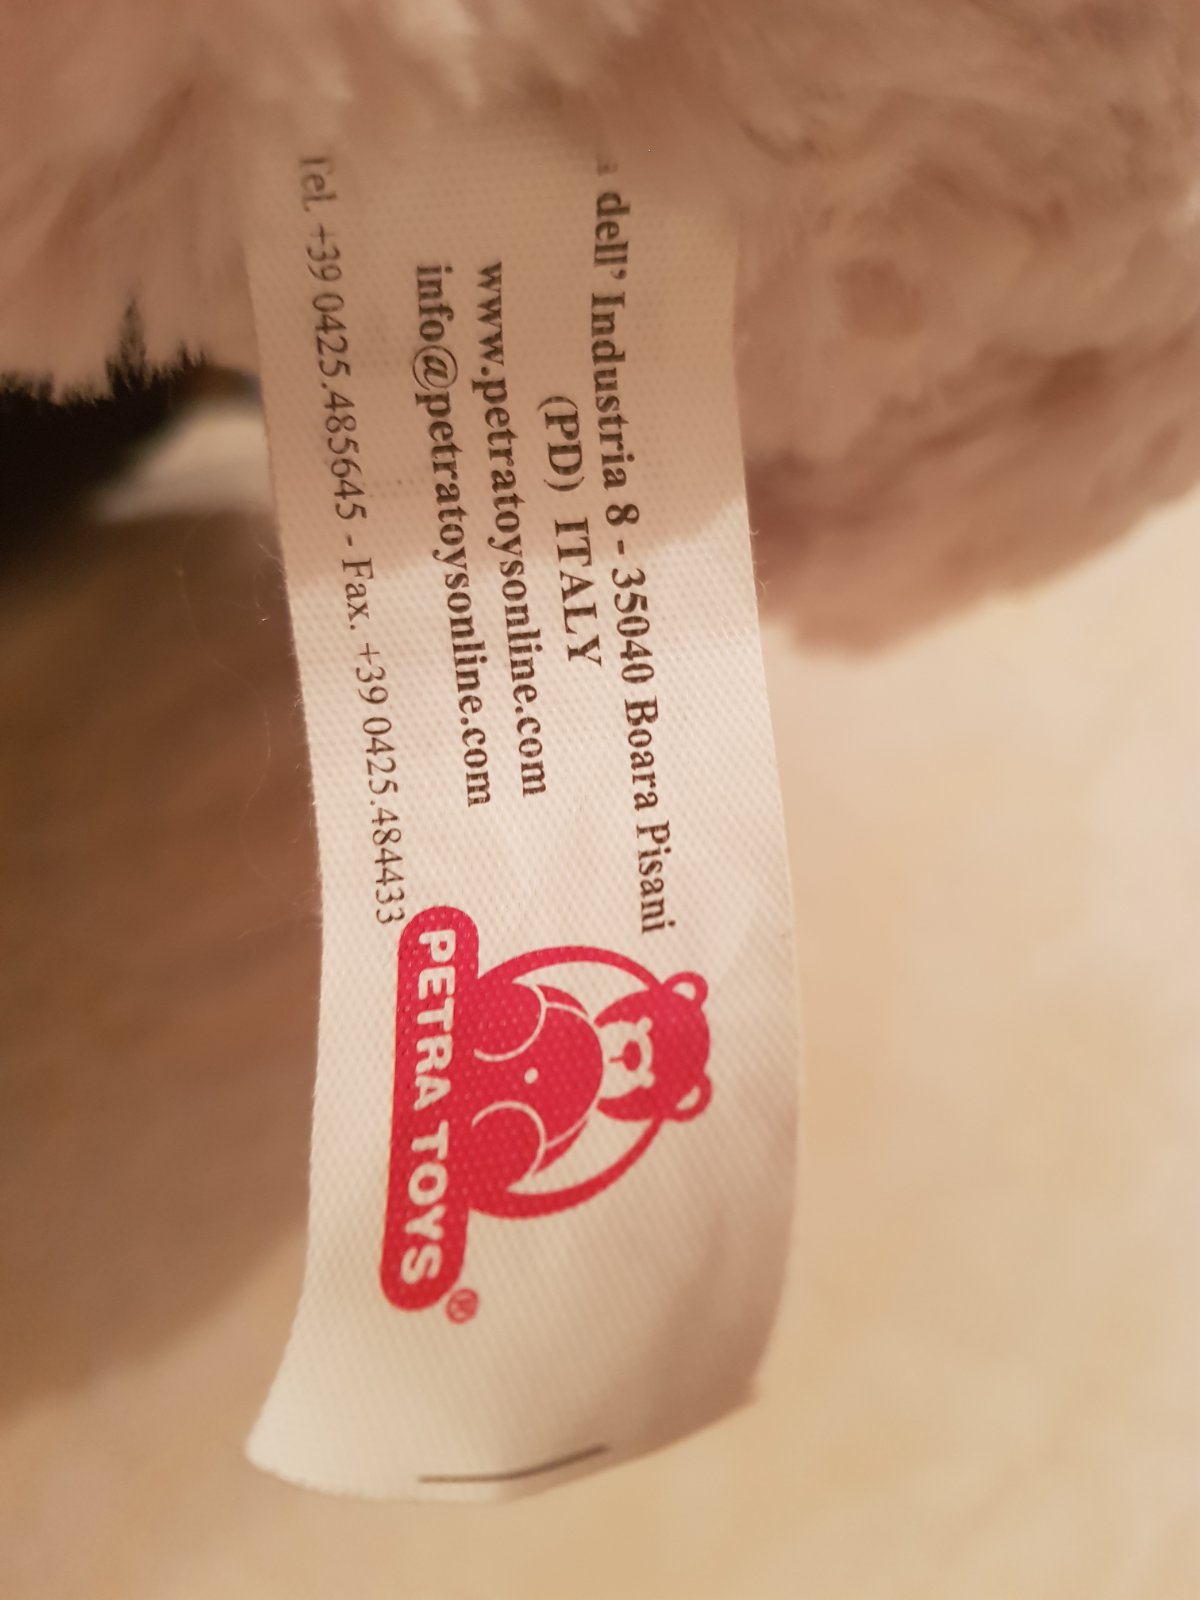 dell' Industria 8 - 35040 Boara Pisani
(PD) ITALY
www.petratoysonline.com
info@petratoysonline.com
Tel. +39 0425.485645 - Fax. +39 0425.484433
PETRA TOYS®